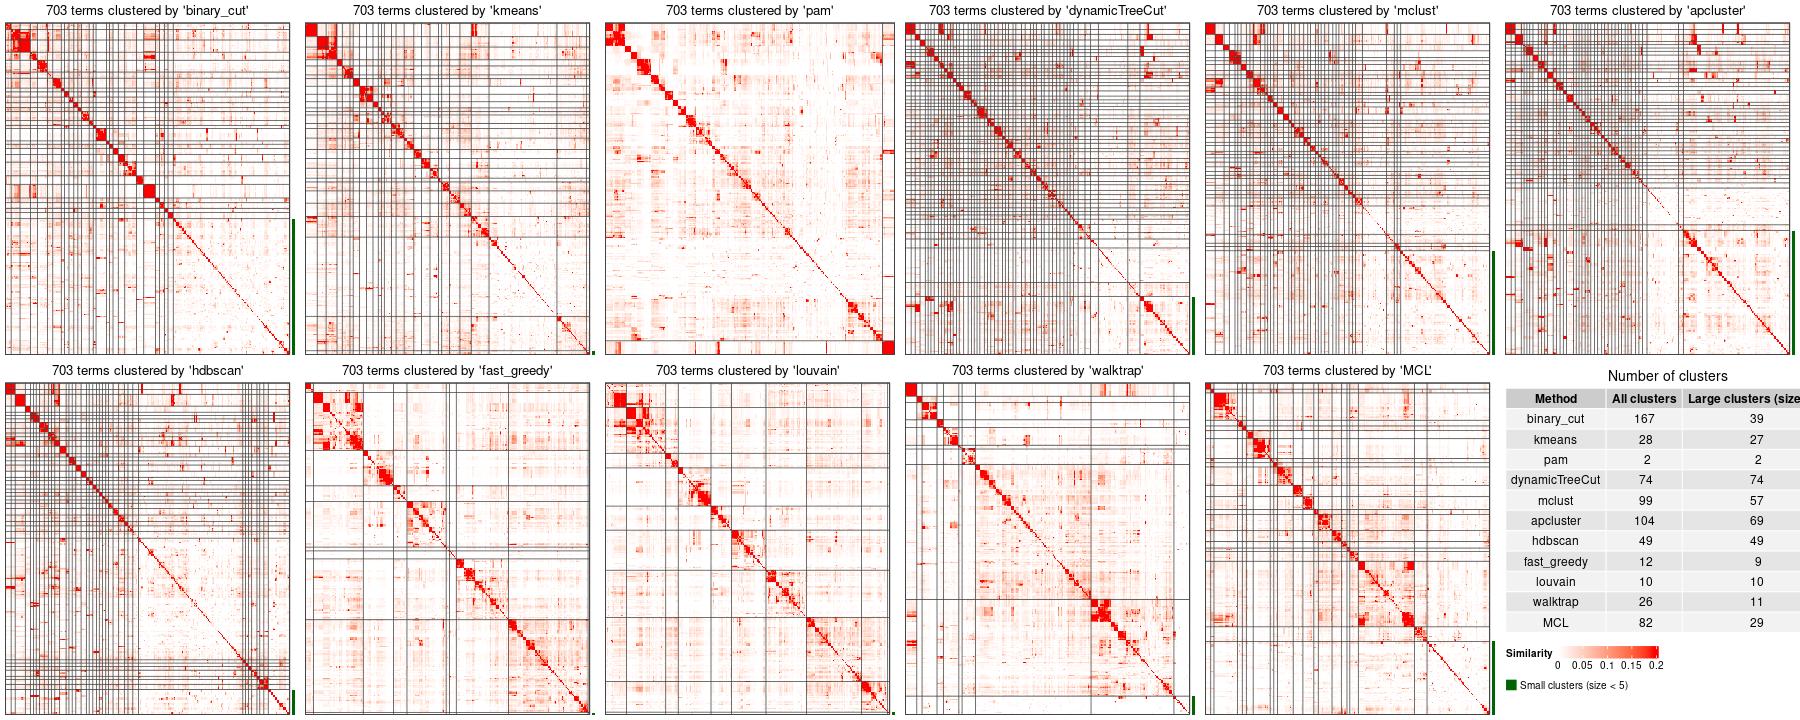 703 terms clustered by 'binary_cut'
703 terms clustered by 'kmeans'
703 terms clustered by 'pam'
703 terms clustered by 'dynamicTreeCut'
703 terms clustered by 'mclust'
703 terms clustered by 'apcluster'
703 terms clustered by 'hdbscan'
703 terms clustered by 'fast_greedy'
703 terms clustered by 'louvain'
703 terms clustered by 'walktrap'
703 terms clustered by 'MCL'
Number of clusters
Method All clusters Large clusters (size
binary_cut 167 39
kmeans 28 27
pam 2 2
dynamicTreeCut 74 74
mclust 99 57
apcluster 104 69
hdbscan 49 49
fast_greedy 12 9
louvain 10 10
walktrap 26 11
MCL 82 29
Similarity
0 0.05 0.1 0.15 0.2
Small clusters (size < 5)